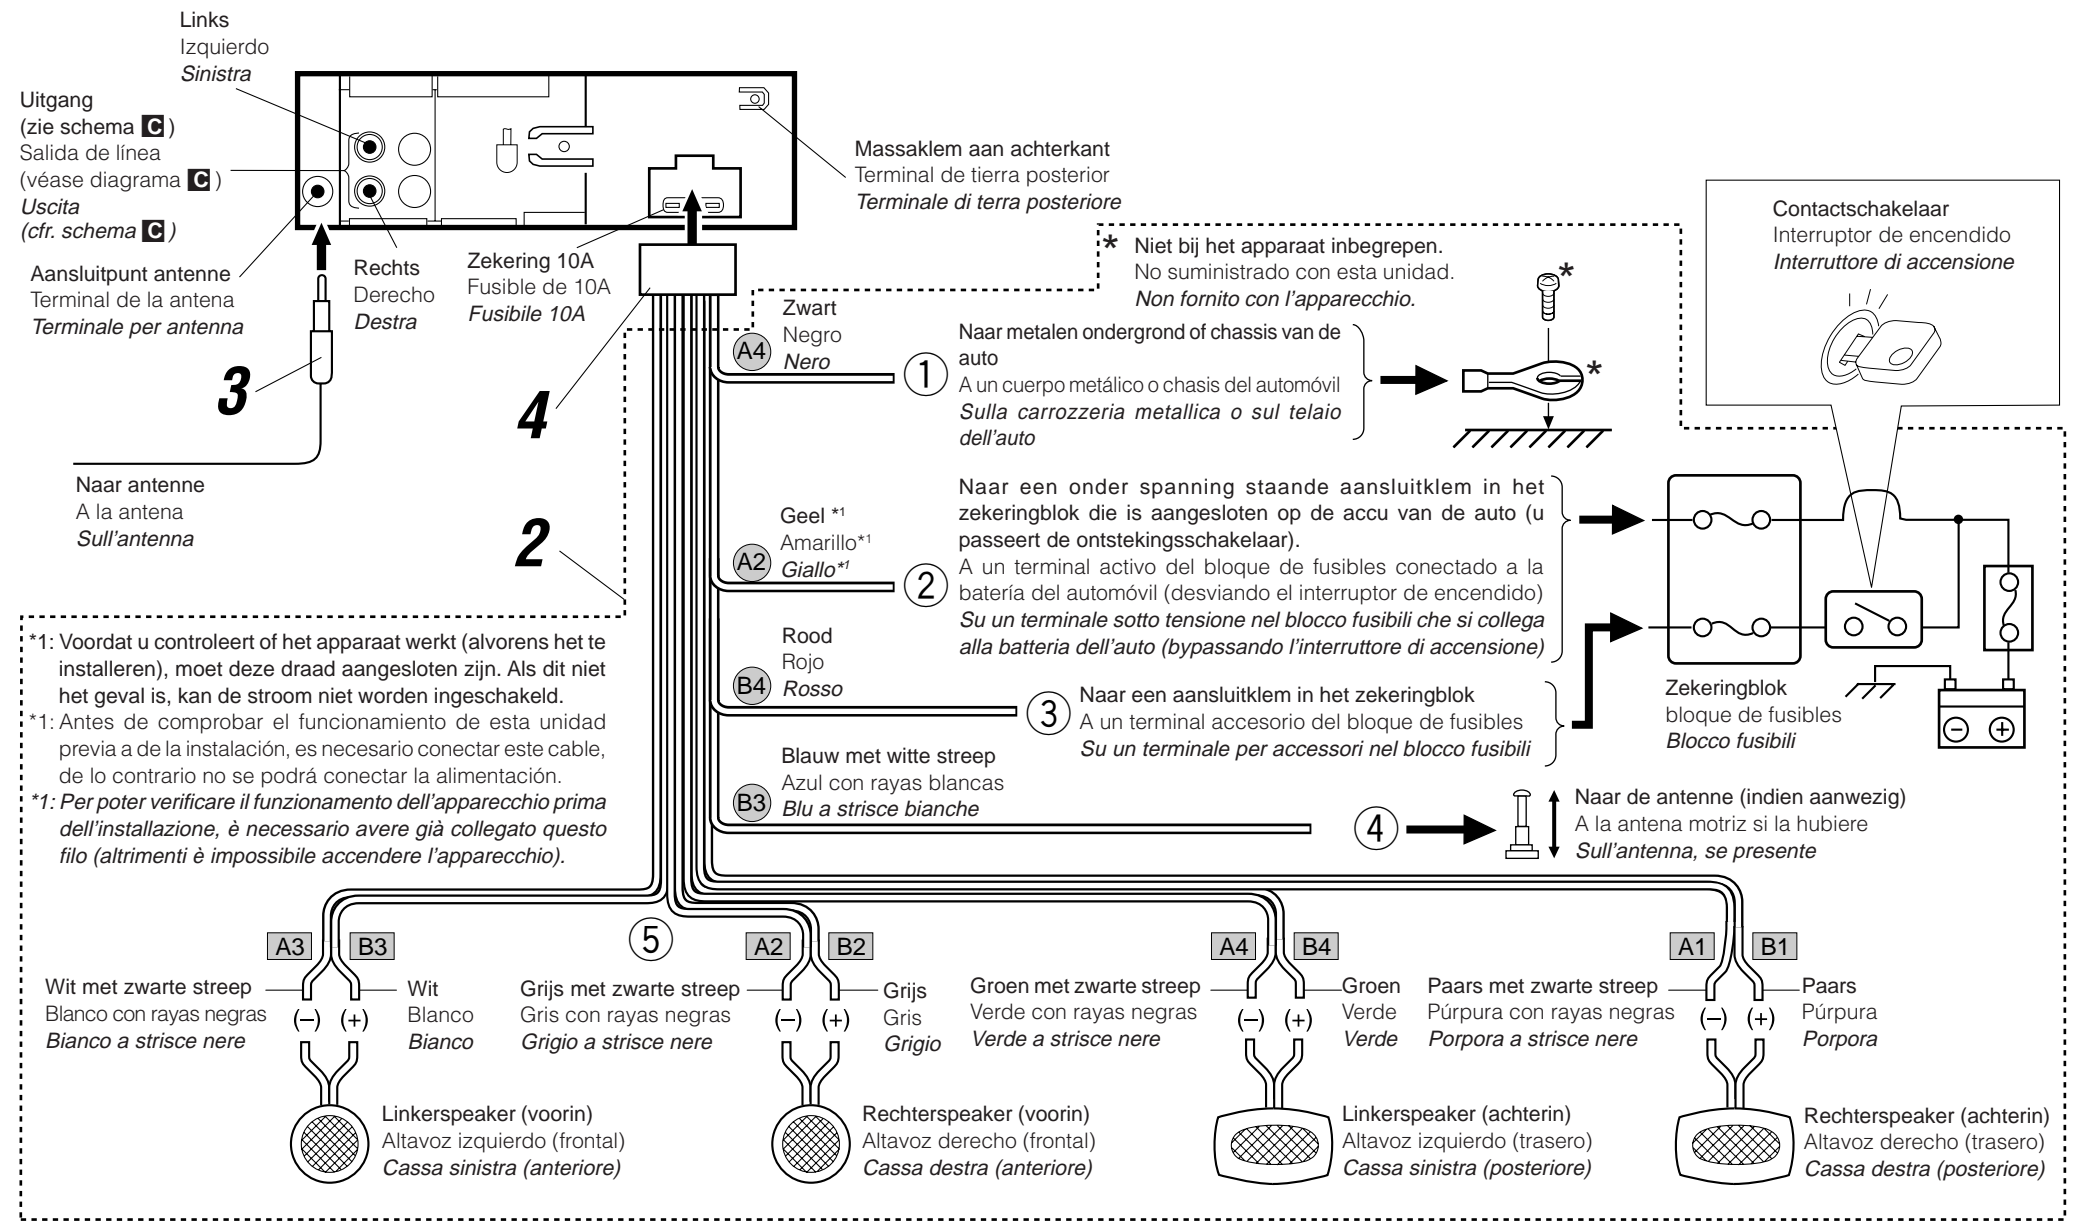 Links
Izquierdo
Sinistra
Uitgang
(zie schema C)
Salida de línea
(véase diagrama C)
Uscita
(cfr. schema C)
Aansluitpunt antenne
Terminal de la antena
Terminale per antenna
Rechts
Derecho
Destra
Zekering 10A
Fusible de 10A
Fusibile 10A
Massaklem aan achterkant
Terminal de tierra posterior
Terminale di tierra posteriore
* Niet bij het apparaat inbegrepen.
No suministrado con esta unidad.
Non fornito con l'apparecchio.
Contactschakelaar
Interruptor de encendido
Interruttore di accensione
3
4
2
Naar antenne
A la antena
Sull'antenna
A4
Zwart
Negro
Nero
1
Naar metalen ondergrond of chassis van de
auto
A un cuerpo metálico o chasis del automóvil
Sulla carrozzeria metallica o sul telaio
dell'auto
*
*
A2
Geel *1
Amarillo*1
Giallo*1
2
Naar een onder spanning staande aansluitklem in het
zekeringblok die is aangesloten op de accu van de auto (u
passeert de ontstekingsschakelaar).
A un terminal activo del bloque de fusibles conectado a la
batería del automóvil (desviando el interruptor de encendido)
Su un terminale sotto tensione nel blocco fusibili che si collega
alla batteria dell'auto (bypassando l'interruttore di accensione)
B4
Rood
Rojo
Rosso
3
Naar een aansluitklem in het zekeringblok
A un terminal accesorio del bloque de fusibles
Su un terminale per accessori nel blocco fusibili
Zekeringblok
bloque de fusibles
Blocco fusibili
− +
B3
Blauw met witte streep
Azul con rayas blancas
Blu a strisce bianche
4
Naar de antenne (indien aanwezig)
A la antena motriz si la hubiere
Sull'antenna, se presente
*1: Voordat u controleert of het apparaat werkt (alvorens het te
installeren), moet deze draad aangesloten zijn. Als dit niet
het geval is, kan de stroom niet worden ingeschakeld.
*1: Antes de comprobar el funcionamiento de esta unidad
previa a de la instalación, es necesario conectar este cable,
de lo contrario no se podrá conectar la alimentación.
*1: Per poter verificare il funzionamento dell'apparecchio prima
dell'installazione, è necessario avere già collegato questo
filo (altrimenti è impossibile accendere l'apparecchio).
5
A3 B3
Wit met zwarte streep
Blanco con rayas negras
Bianco a strisce nere
(−) (+)
Wit
Blanco
Bianco
Linkerspeaker (voorin)
Altavoz izquierdo (frontal)
Cassa sinistra (anteriore)
A2 B2
Grijs met zwarte streep
Gris con rayas negras
Grigio a strisce nere
(−) (+)
Grijs
Gris
Grigio
Rechterspeaker (voorin)
Altavoz derecho (frontal)
Cassa destra (anteriore)
A4 B4
Groen met zwarte streep
Verde con rayas negras
Verde a strisce nere
(−) (+)
Groen
Verde
Verde
Linkerspeaker (achterin)
Altavoz izquierdo (trasero)
Cassa sinistra (posteriore)
A1 B1
Paars met zwarte streep
Púrpura con rayas negras
Porpora a strisce nere
(−) (+)
Paars
Púrpura
Porpora
Rechterspeaker (achterin)
Altavoz derecho (trasero)
Cassa destra (posteriore)